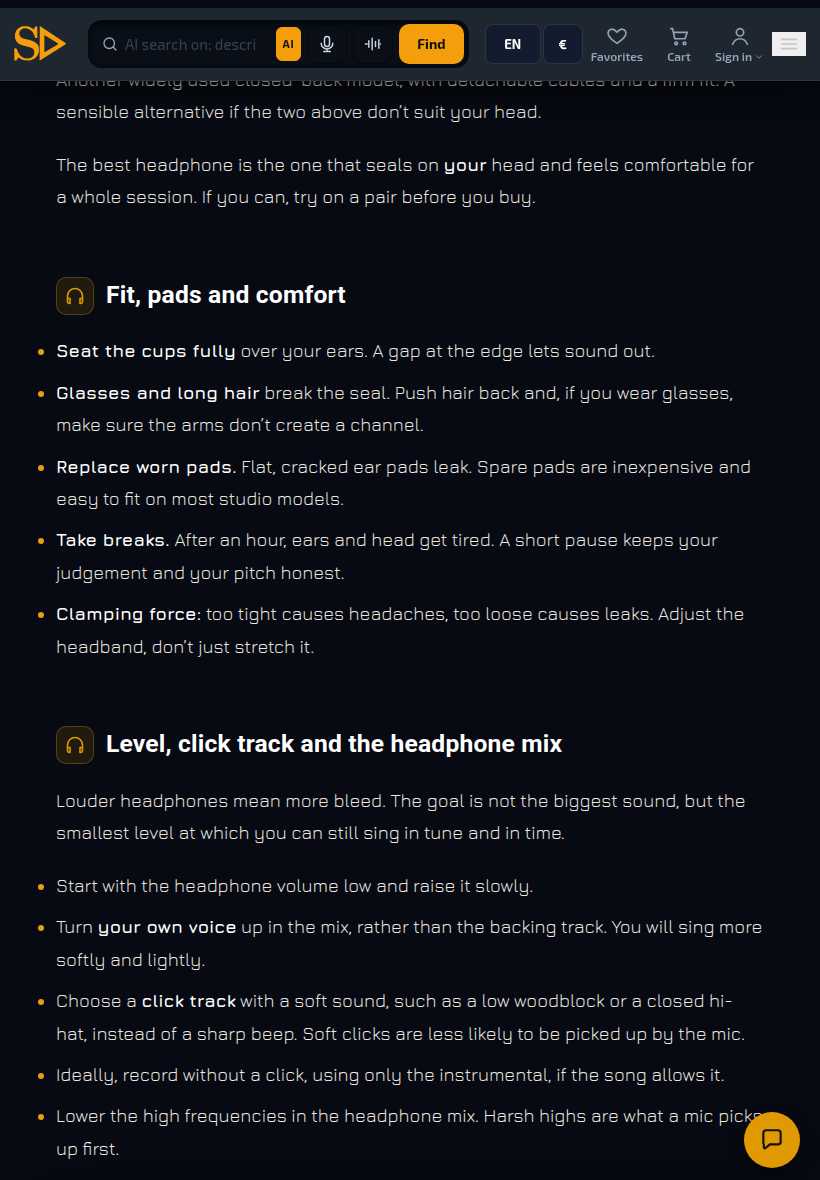 SD
AI search on: descri
AI
Find
EN
€
Favorites
Cart
Sign in
Another widely used closed-back model, with detachable cables and a firm fit. A
sensible alternative if the two above don't suit your head.
The best headphone is the one that seals on your head and feels comfortable for
a whole session. If you can, try on a pair before you buy.
Fit, pads and comfort
Seat the cups fully over your ears. A gap at the edge lets sound out.
Glasses and long hair break the seal. Push hair back and, if you wear glasses,
make sure the arms don't create a channel.
Replace worn pads. Flat, cracked ear pads leak. Spare pads are inexpensive and
easy to fit on most studio models.
Take breaks. After an hour, ears and head get tired. A short pause keeps your
judgement and your pitch honest.
Clamping force: too tight causes headaches, too loose causes leaks. Adjust the
headband, don't just stretch it.
Level, click track and the headphone mix
Louder headphones mean more bleed. The goal is not the biggest sound, but the
smallest level at which you can still sing in tune and in time.
Start with the headphone volume low and raise it slowly.
Turn your own voice up in the mix, rather than the backing track. You will sing more
softly and lightly.
Choose a click track with a soft sound, such as a low woodblock or a closed hi-
hat, instead of a sharp beep. Soft clicks are less likely to be picked up by the mic.
Ideally, record without a click, using only the instrumental, if the song allows it.
Lower the high frequencies in the headphone mix. Harsh highs are what a mic picks
up first.